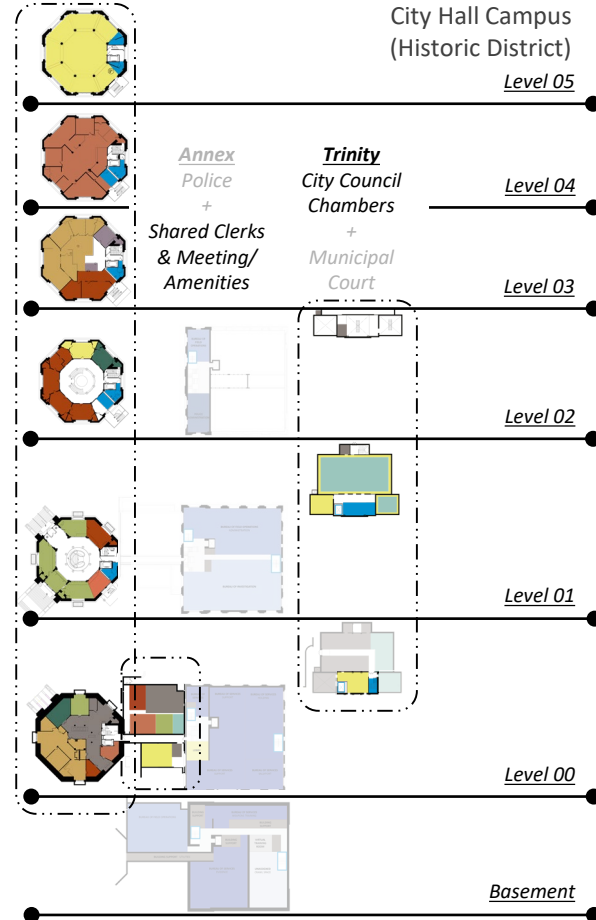 City Hall Campus
(Historic District)
Level 05
Annex
Police
+
Shared Clerks
& Meeting/
Amenities
Trinity
City Council
Chambers
+
Municipal
Court
Level 04
Level 03
Level 02
Level 01
Level 00
Basement